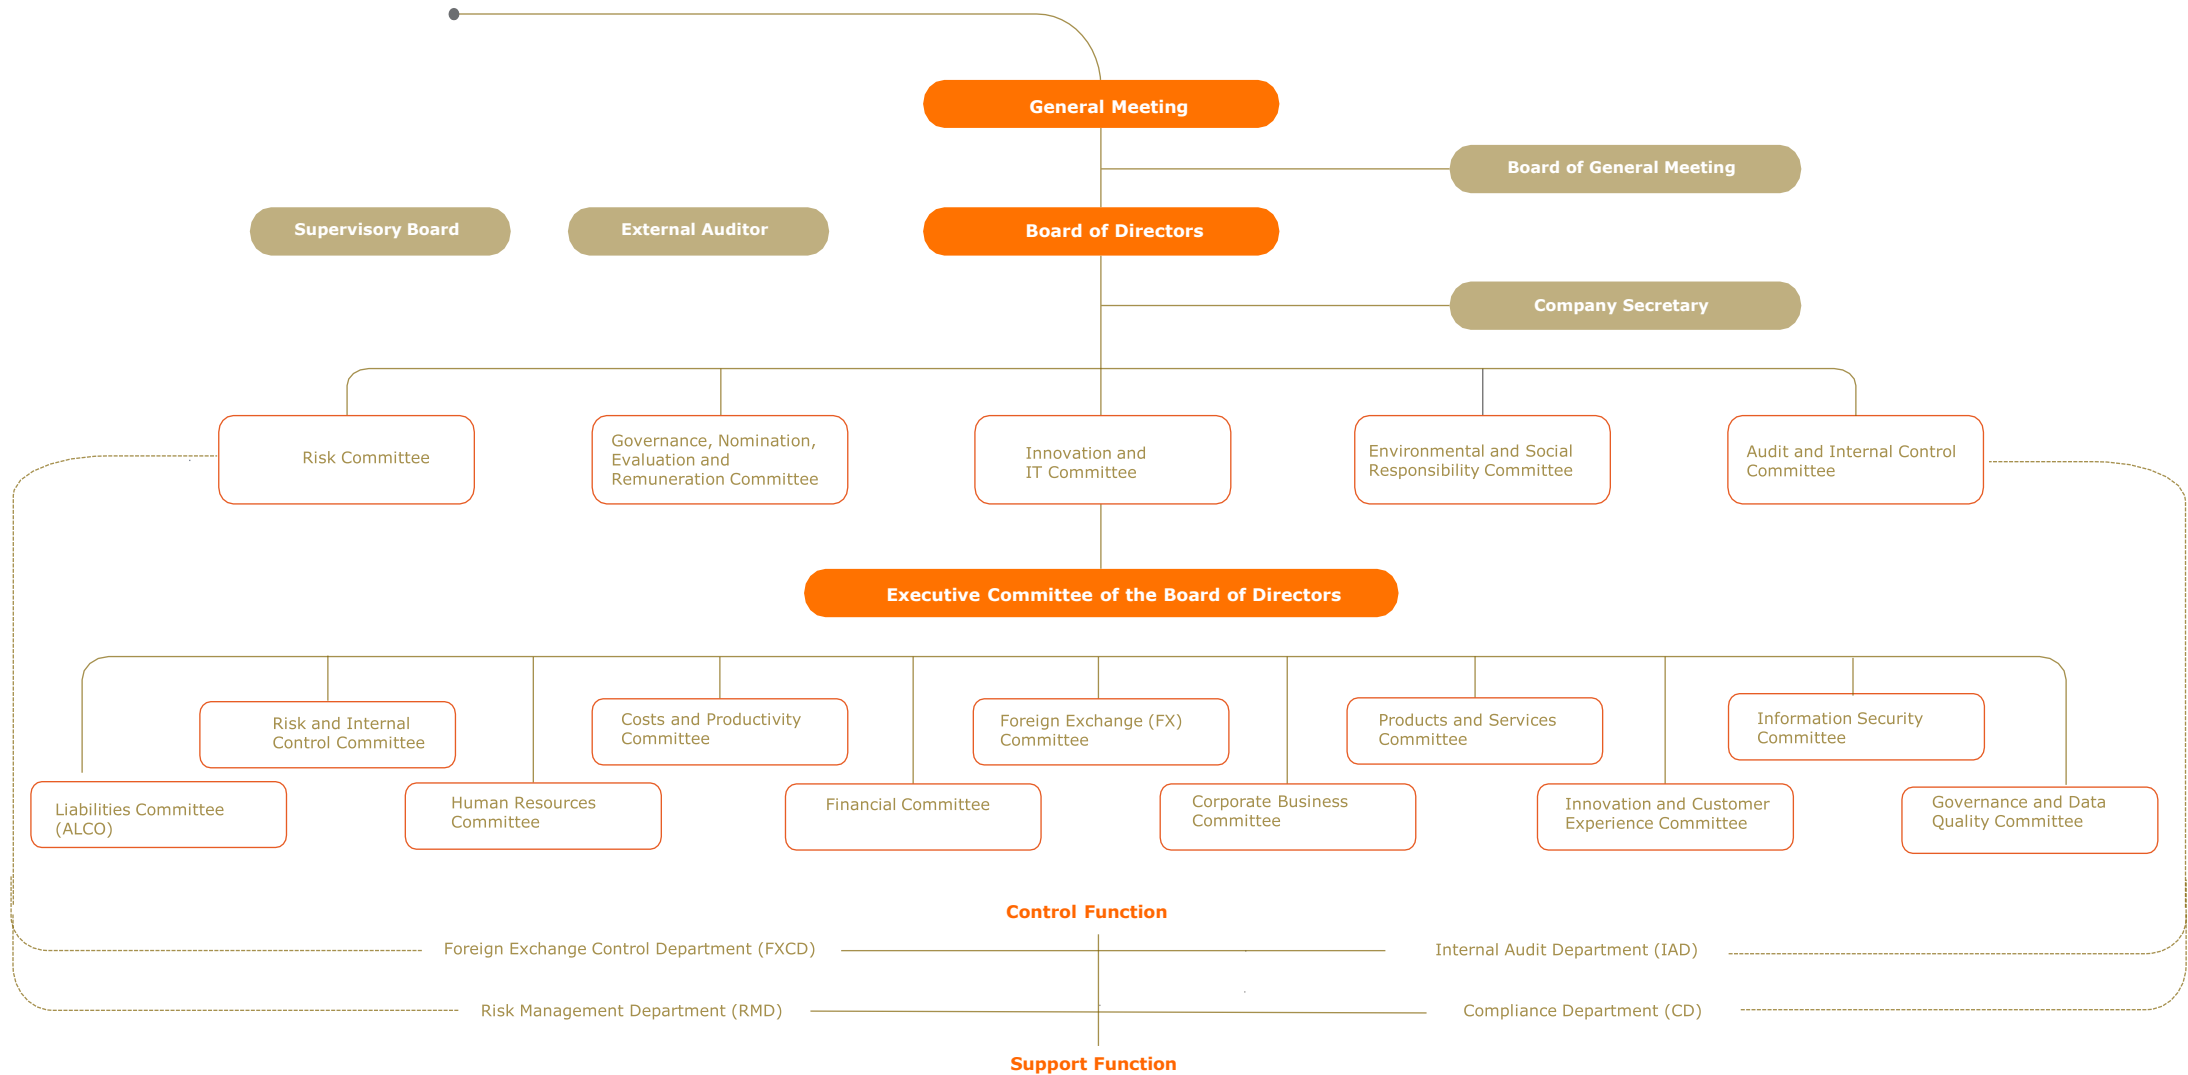 General Meeting
Board of General Meeting
Supervisory Board
External Auditor
Board of Directors
Company Secretary
Risk Committee
Governance, Nomination,
Evaluation and
Remuneration Committee
Innovation and
IT Committee
Environmental and Social
Responsibility Committee
Audit and Internal Control
Committee
Executive Committee of the Board of Directors
Risk and Internal
Control Committee
Costs and Productivity
Committee
Foreign Exchange (FX)
Committee
Products and Services
Committee
Information Security
Committee
Liabilities Committee
(ALCO)
Human Resources
Committee
Financial Committee
Corporate Business
Committee
Innovation and Customer
Experience Committee
Governance and Data
Quality Committee
Control Function
Foreign Exchange Control Department (FXCD)
Internal Audit Department (IAD)
Risk Management Department (RMD)
Compliance Department (CD)
Support Function